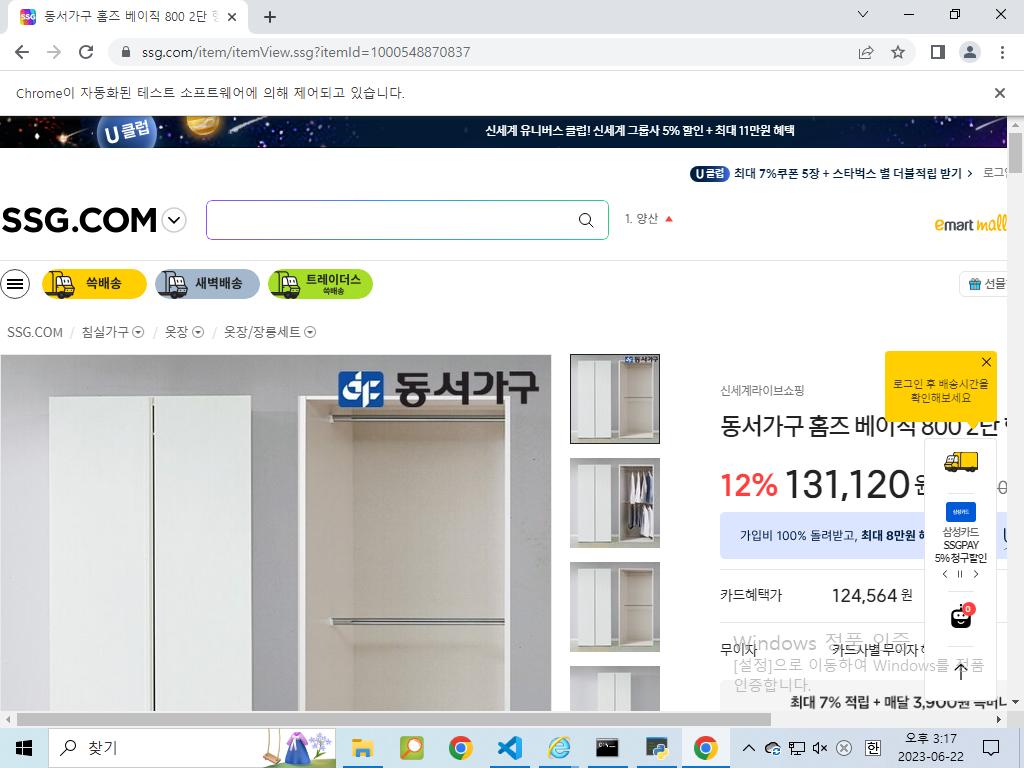 동서가구 홈즈 베이직 800 2단
ssg.com/item/itemView.ssg?itemId=1000548870837
Chrome이 자동화된 테스트 소프트웨어에 의해 제어되고 있습니다.
U클럽
신세계 유니버스 클럽! 신세계 그룹사 5% 할인 + 최대 11만원 혜택
U클럽 최대 7%쿠폰 5장 + 스타벅스 별 더블적립 받기 > 로그인
SSG.COM
1. 양산
emart mall
쓱배송
새벽배송
트레이더스
쓱배송
선물
SSG.COM / 침실가구 / 옷장 / 옷장/장롱세트
동서가구
동서가구
신세계라이브쇼핑
로그인 후 배송시간을
확인해보세요
동서가구 홈즈 베이직 800 2단
12% 131,120 원
가입비 100% 돌려받고, 최대 8만원
삼성카드
삼성카드
SSGPAY
5% 청구할인
카드혜택가 124,564 원
0
무이자 카드사별 무이자
Windows 정품 인증
[설정]으로 이동하여 Windows를 정품
인증합니다.
최대 7% 적립 + 매달 3,900원
찾기
한
오후 3:17
2023-06-22